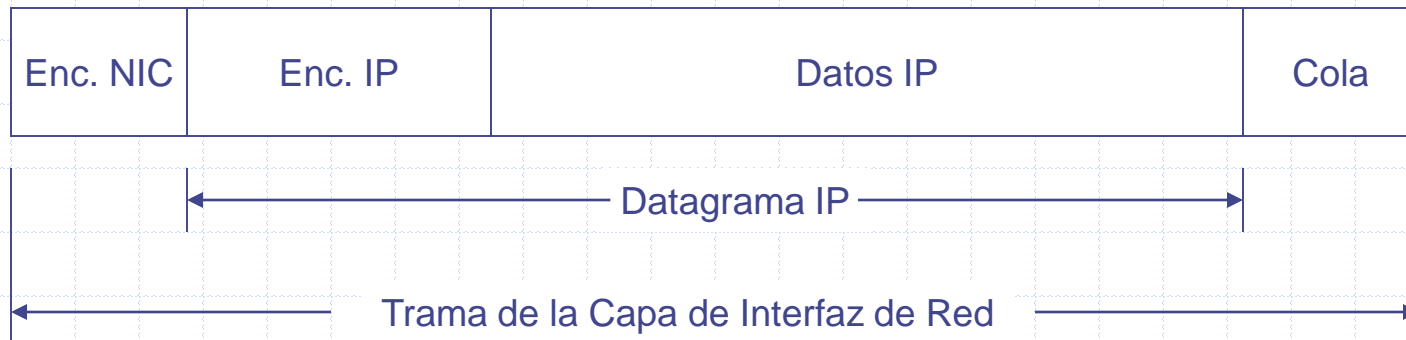 Enc. NIC Enc. IP Datos IP Cola
Datagrama IP
Trama de la Capa de Interfaz de Red